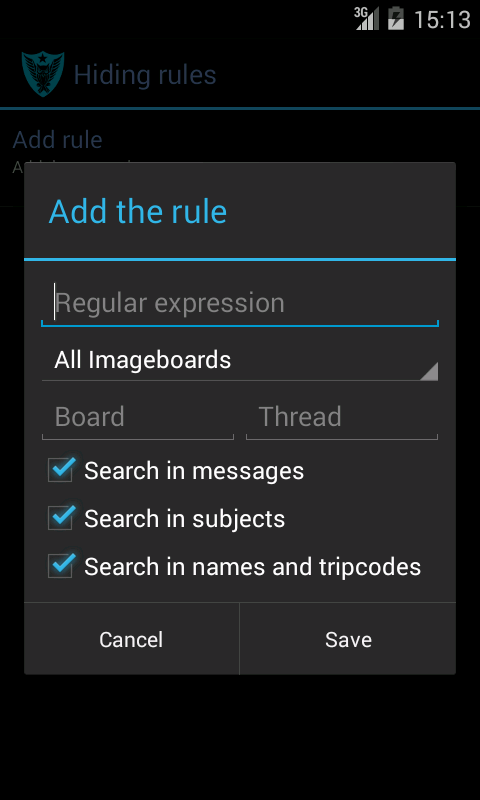 3G 15:13
Hiding rules
Add rule
Add the rule
Regular expression
All Imageboards
Board Thread
Search in messages
Search in subjects
Search in names and tripcodes
Cancel Save